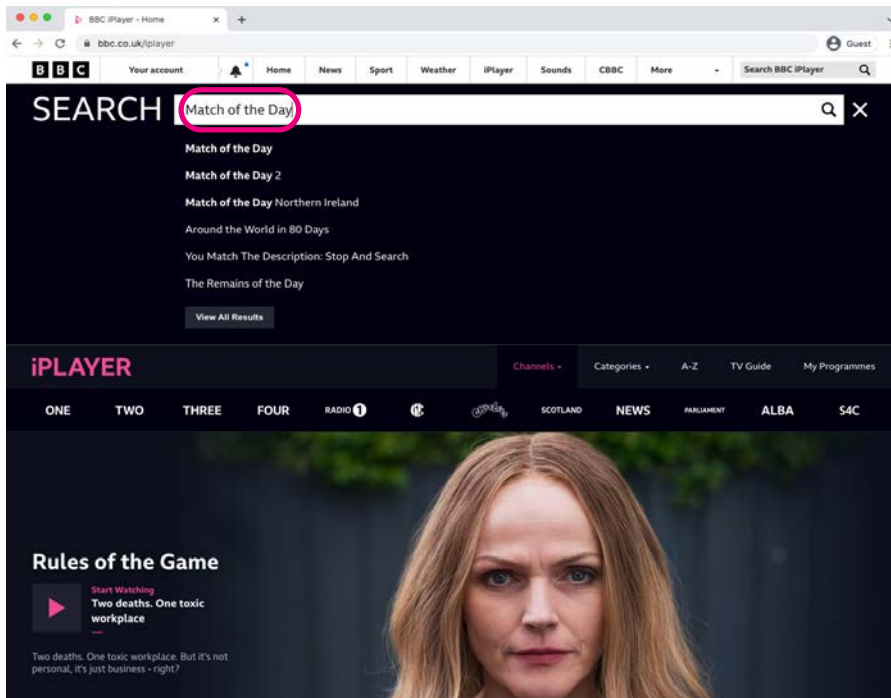 BBC iPlayer - Home
bbc.co.uk/iplayer
Guest
BBC
Your account
Home
News
Sport
Weather
iPlayer
Sounds
CBBC
More
Search BBC iPlayer
SEARCH
Match of the Day
Match of the Day
Match of the Day 2
Match of the Day Northern Ireland
Around the World in 80 Days
You Match The Description: Stop And Search
The Remains of the Day
View All Results
iPLAYER
Channels
Categories
A-Z
TV Guide
My Programmes
ONE
TWO
THREE
FOUR
RADIO 1
SCOTLAND
NEWS
PARLIAMENT
ALBA
S4C
Rules of the Game
Start Watching
Two deaths. One toxic
workplace
Two deaths. One toxic workplace. But it's not
personal, it's just business - right?